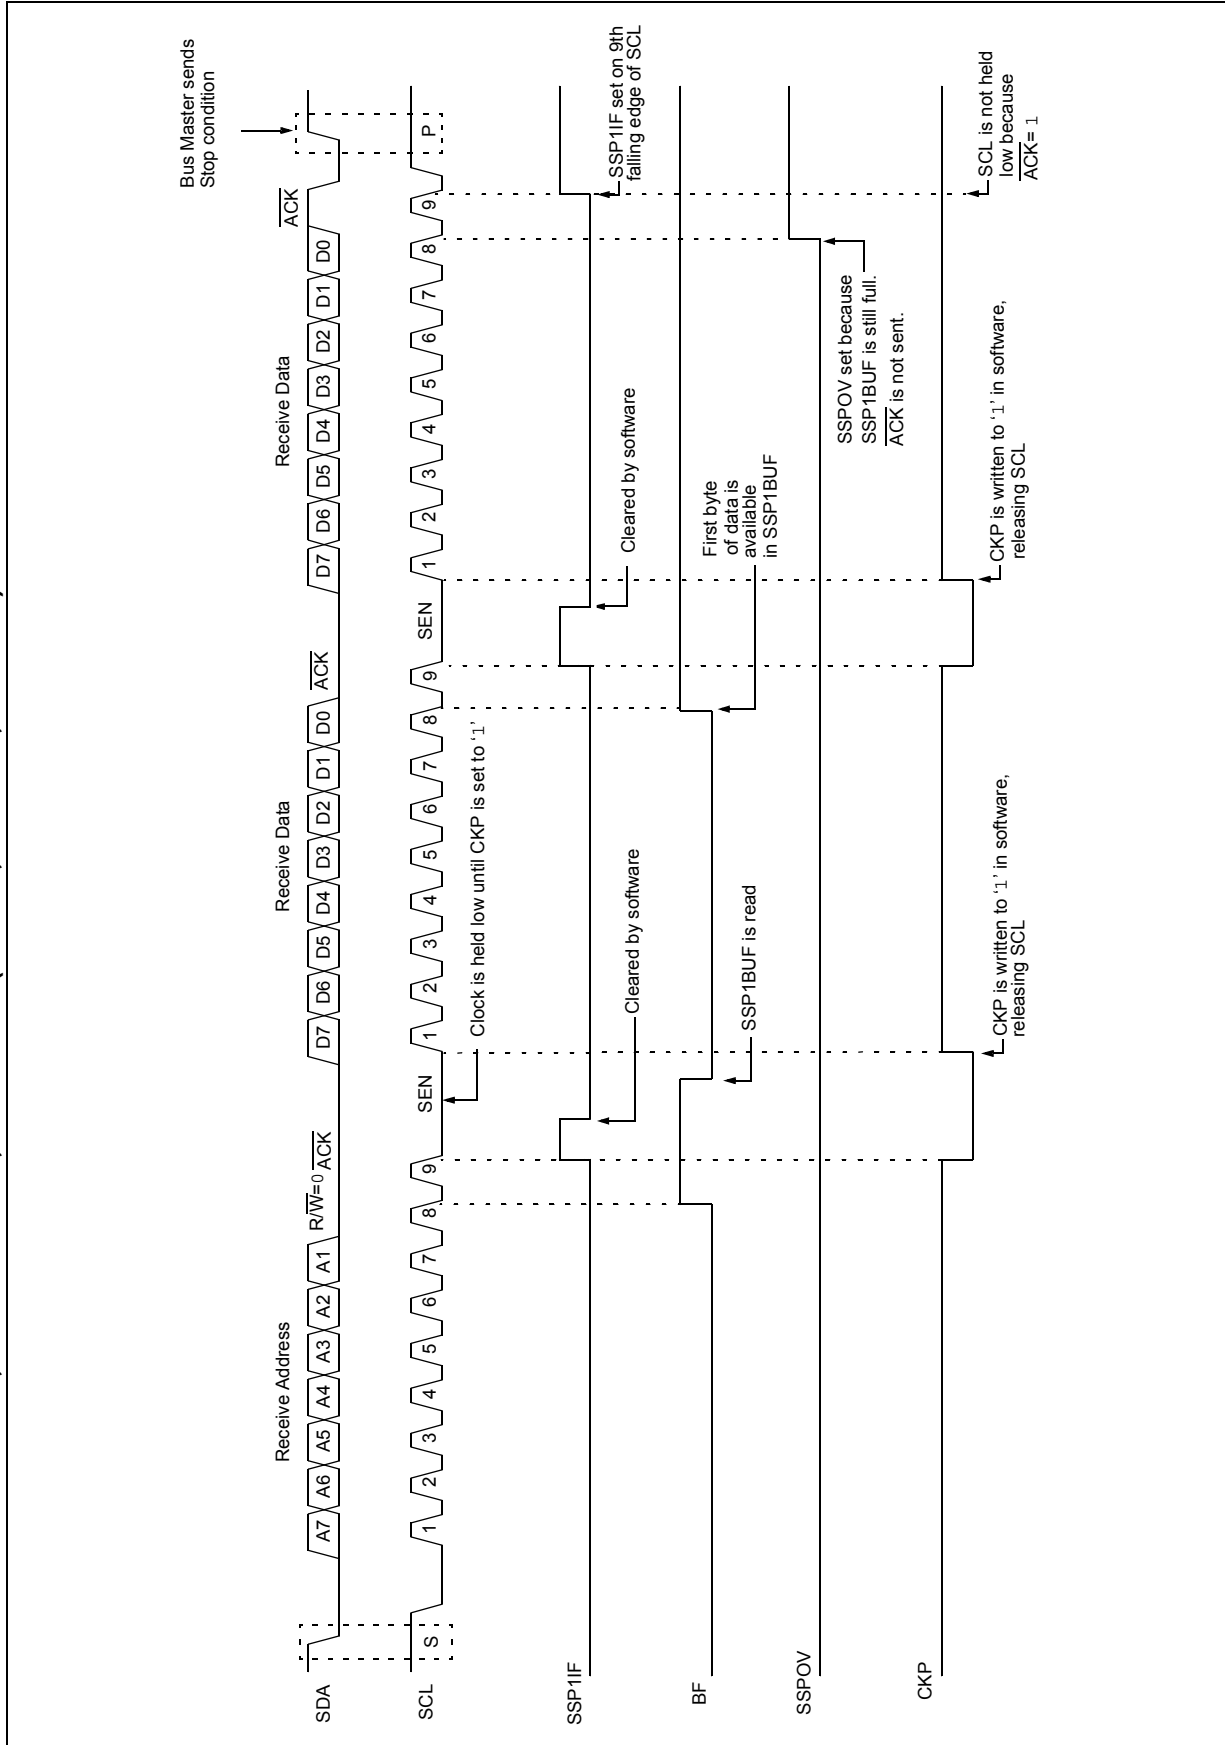 Bus Master sends
Stop condition
Receive Address
Receive Data
Receive Data
SDA
A7 A6 A5 A4 A3 A2 A1 R/W=0 ACK
D7 D6 D5 D4 D3 D2 D1 D0 ACK
D7 D6 D5 D4 D3 D2 D1 D0 ACK
SCL
S 1 2 3 4 5 6 7 8 9 SEN
1 2 3 4 5 6 7 8 9 SEN
1 2 3 4 5 6 7 8 9 P
Clock is held low until CKP is set to ‘1’
SSP1IF
Cleared by software
Cleared by software
SSP1IF set on 9th
falling edge of SCL
BF
SSP1BUF is read
First byte
of data is
available
in SSP1BUF
SSPOV
SSPOV set because
SSP1BUF is still full.
ACK is not sent.
CKP
CKP is written to ‘1’ in software,
releasing SCL
CKP is written to ‘1’ in software,
releasing SCL
SCL is not held
low because
ACK= 1